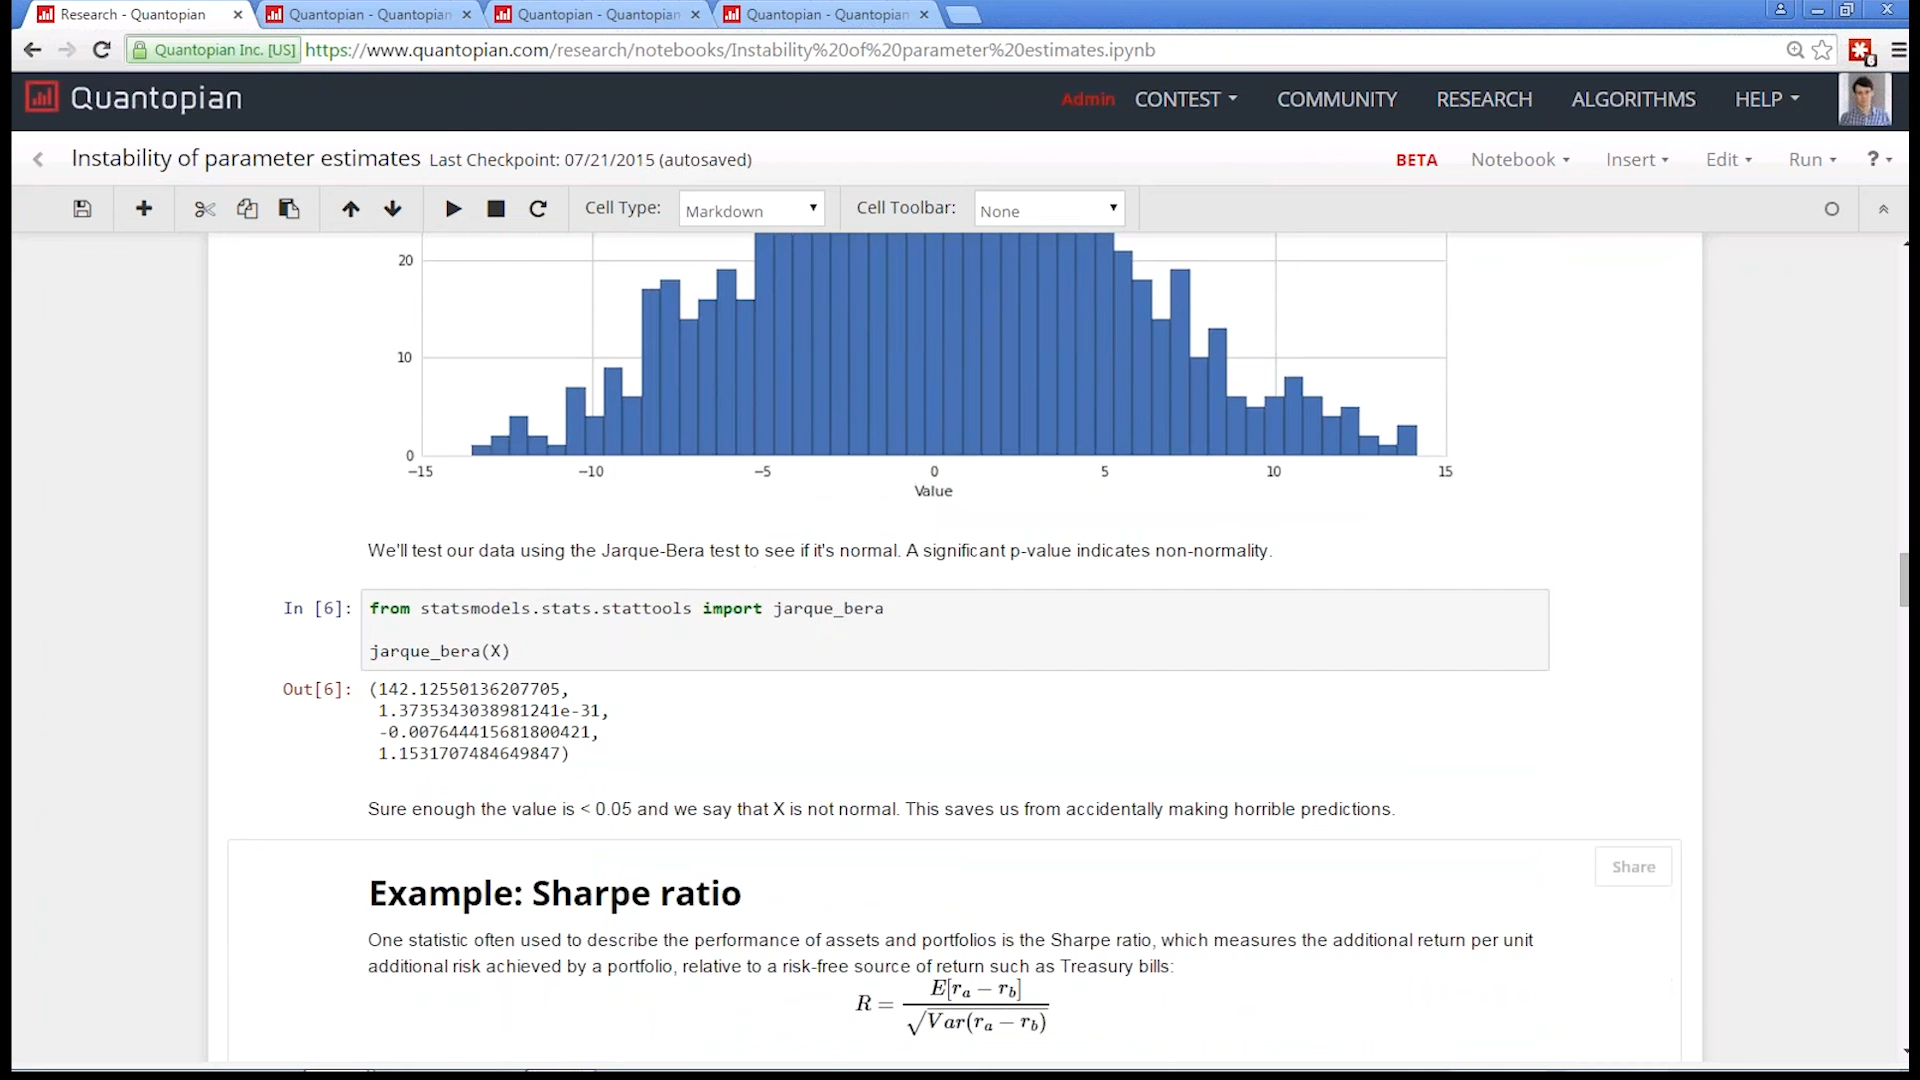 Research - Quantopian
Quantopian - Quantopian
Quantopian - Quantopian
Quantopian - Quantopian
Quantopian Inc. [US] https://www.quantopian.com/research/notebooks/Instability%20of%20parameter%20estimates.ipynb
6
Quantopian
Admin CONTEST COMMUNITY RESEARCH ALGORITHMS HELP
Instability of parameter estimates Last Checkpoint: 07/21/2015 (autosaved)
BETA Notebook Insert Edit Run ?
Cell Type: Markdown Cell Toolbar: None
20
10
0
−15 −10 −5 0 5 10 15
Value
We'll test our data using the Jarque-Bera test to see if it's normal. A significant p-value indicates non-normality.
In [6]: from statsmodels.stats.stattools import jarque_bera
jarque_bera(X)
Out[6]: (142.12550136207705,
1.3735343038981241e-31,
-0.007644415681800421,
1.1531707484649847)
Sure enough the value is < 0.05 and we say that X is not normal. This saves us from accidentally making horrible predictions.
Share
Example: Sharpe ratio
One statistic often used to describe the performance of assets and portfolios is the Sharpe ratio, which measures the additional return per unit
additional risk achieved by a portfolio, relative to a risk-free source of return such as Treasury bills:
R = E[r_a − r_b] / √Var(r_a − r_b)